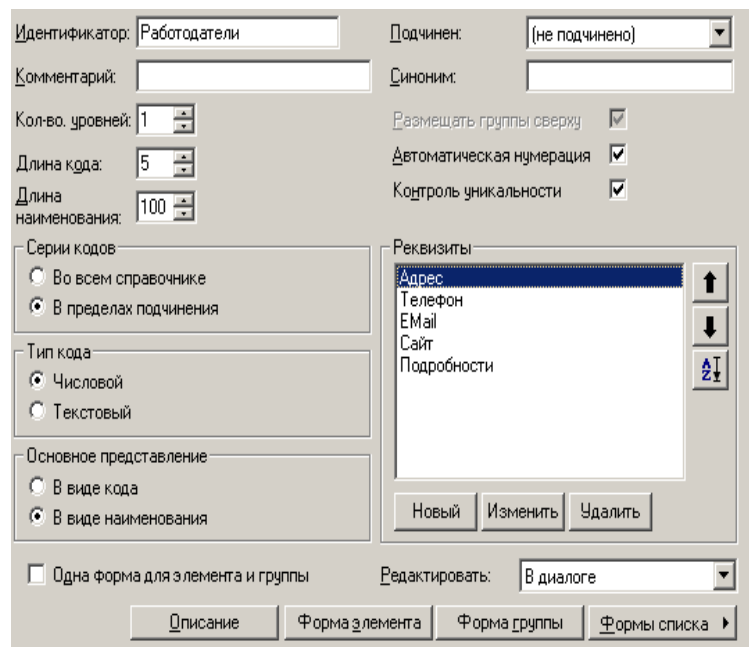 Идентификатор: Работодатели Подчинен: (не подчинено)
Комментарий: Синоним:
Кол-во. уровней: 1 Размещать группы сверху
Длина кода: 5 Автоматическая нумерация
Длина наименования: 100 Контроль уникальности
Серии кодов
Во всем справочнике
В пределах подчинения
Тип кода
Числовой
Текстовый
Основное представление
В виде кода
В виде наименования
Реквизиты
Адрес
Телефон
EMail
Сайт
Подробности
Новый Изменить Удалить
Одна форма для элемента и группы Редактировать: В диалоге
Описание Форма элемента Форма группы Формы списка